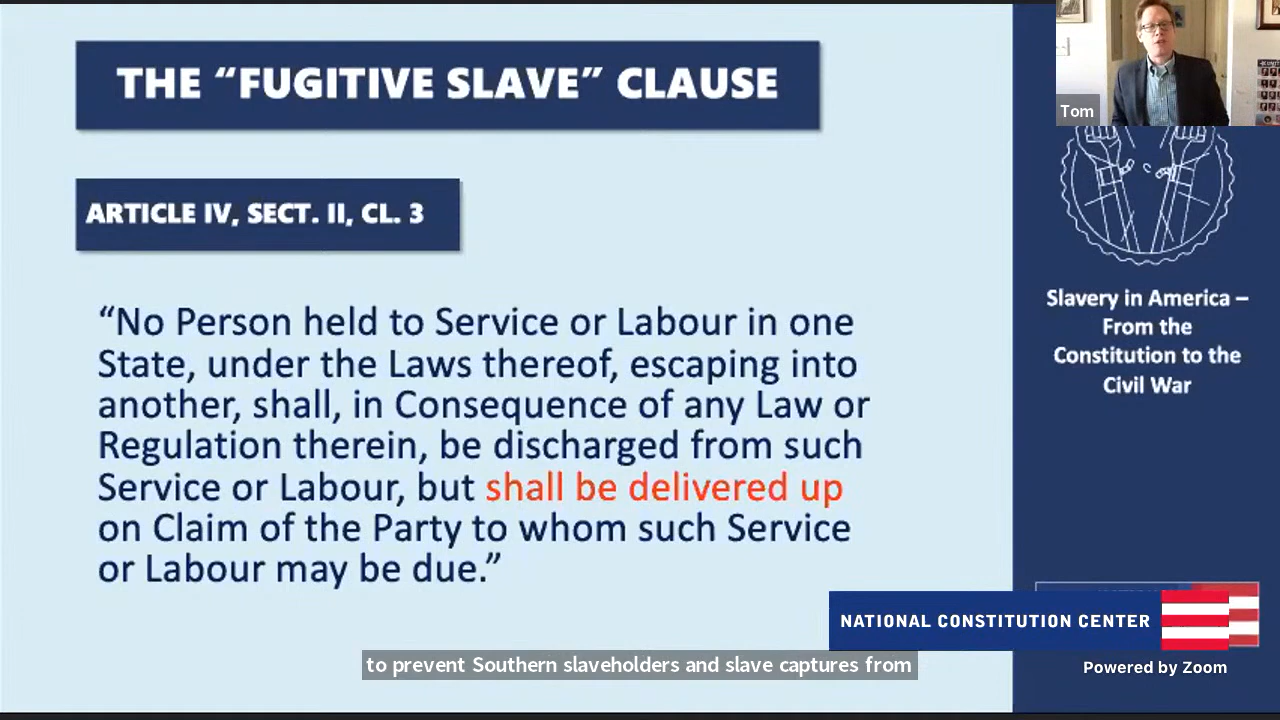 THE “FUGITIVE SLAVE” CLAUSE
ARTICLE IV, SECT. II, CL. 3
“No Person held to Service or Labour in one
State, under the Laws thereof, escaping into
another, shall, in Consequence of any Law or
Regulation therein, be discharged from such
Service or Labour, but shall be delivered up
on Claim of the Party to whom such Service
or Labour may be due.”
Tom
Slavery in America –
From the
Constitution to the
Civil War
NATIONAL CONSTITUTION CENTER
to prevent Southern slaveholders and slave captures from
Powered by Zoom